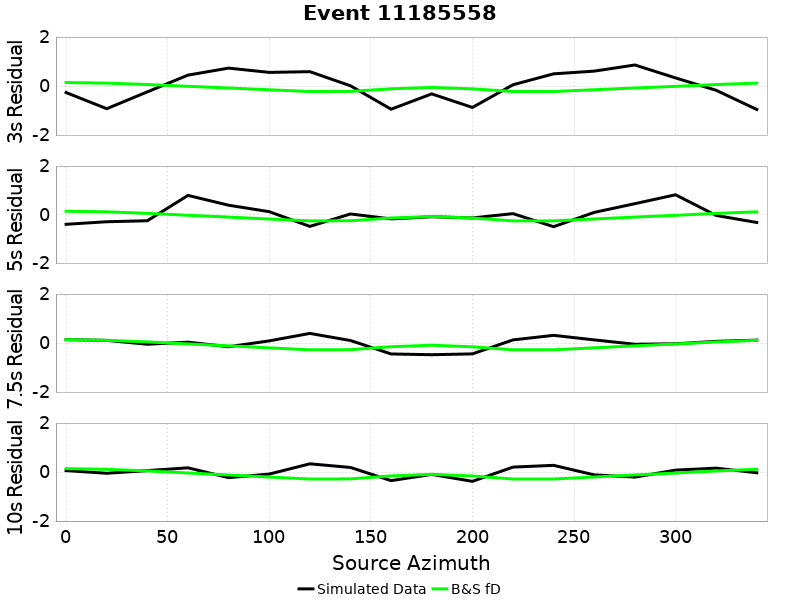 Event 11185558
3s Residual
2
0
-2
5s Residual
2
0
-2
7.5s Residual
2
0
-2
10s Residual
2
0
-2
0 50 100 150 200 250 300
Source Azimuth
Simulated Data B&S fD